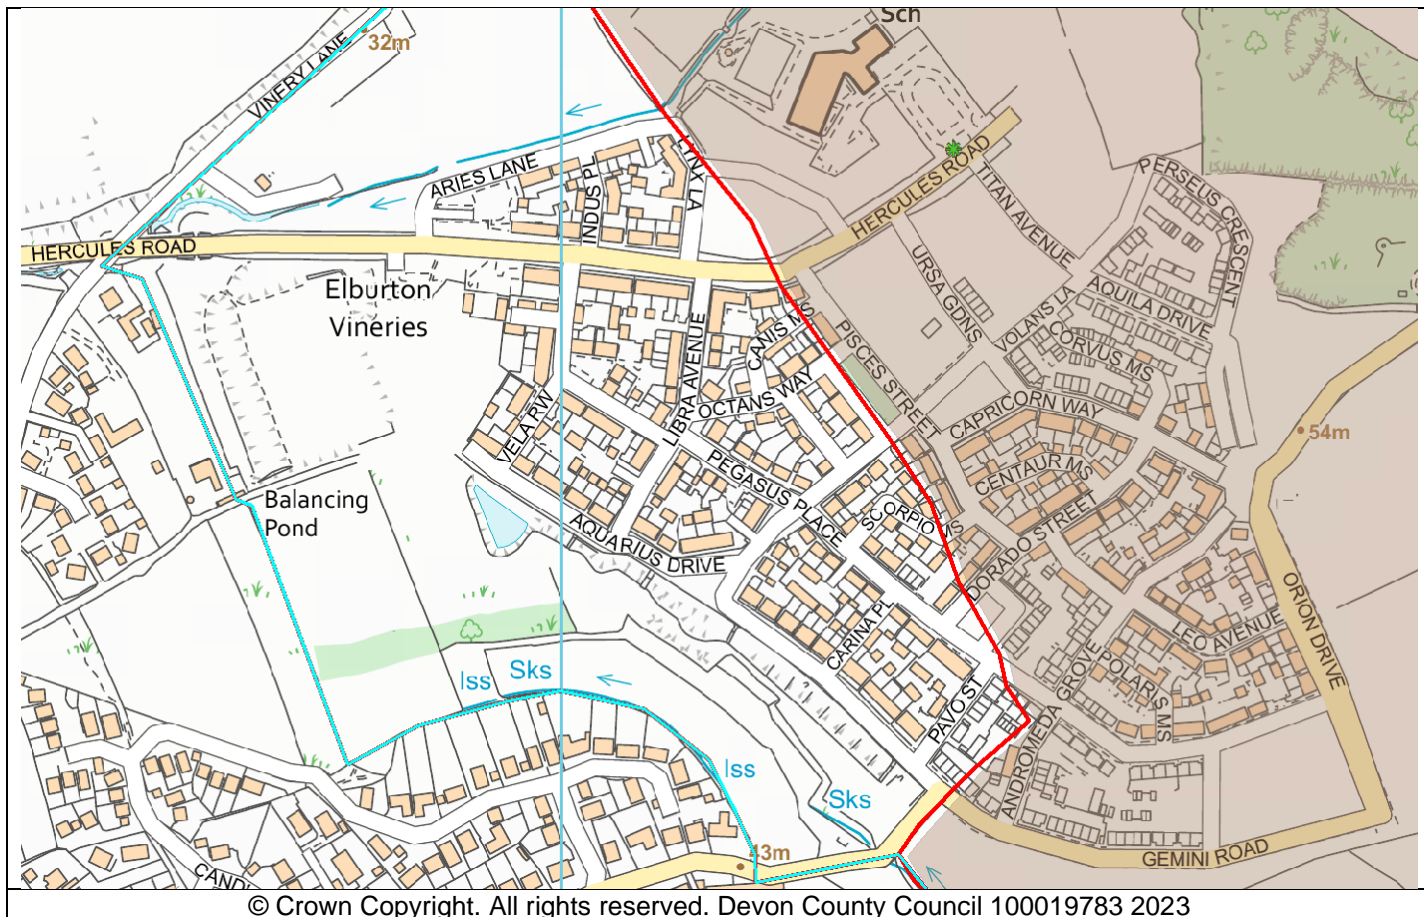 Sch
32m
VINERY LANE
ARIES LANE
INDUS PL
LYNX LA
HERCULES ROAD
TITAN AVENUE
PERSEUS CRESCENT
HERCULES ROAD
URSA GDNS
Elburton
Vineries
LIBRA AVENUE
CANIS MS
PISCES STREET
VOLANS LA
AQUILA DRIVE
CORVUS MS
OCTANS WAY
CAPRICORN WAY
VELA RW
PEGASUS PLACE
CENTAUR MS
54m
Balancing
Pond
SCORPIO MS
DORADO STREET
AQUARIUS DRIVE
ORION DRIVE
CARINA PL
LEO AVENUE
POLARIS MS
ANDROMEDA GROVE
PAVO ST
Iss
Sks
Iss
Sks
43m
GEMINI ROAD
© Crown Copyright. All rights reserved. Devon County Council 100019783 2023